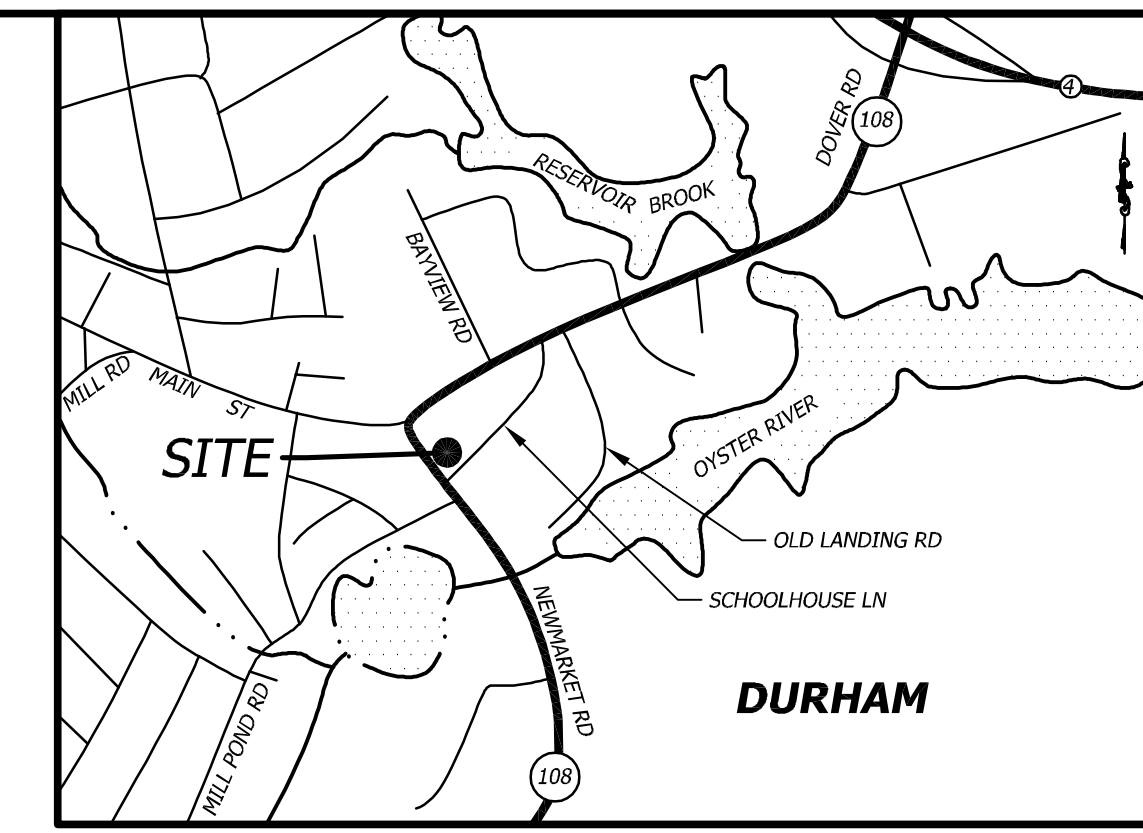 4
DOVER RD
108
RESERVOIR BROOK
BAYVIEW RD
MILL RD
MAIN ST
SITE
OYSTER RIVER
OLD LANDING RD
SCHOOLHOUSE LN
NEWMARKET RD
DURHAM
MILL POND RD
108